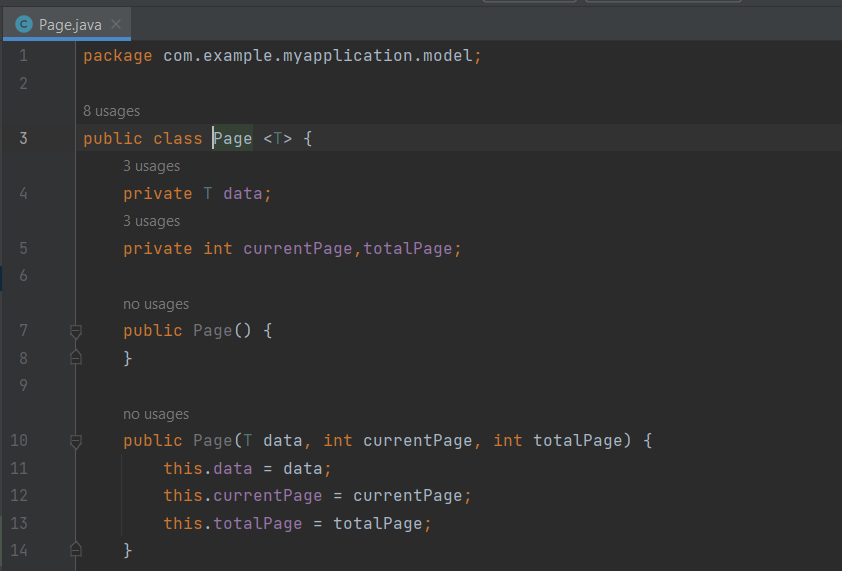 Page.java
1 package com.example.myapplication.model;
2
8 usages
3 public class Page <T> {
3 usages
4 private T data;
3 usages
5 private int currentPage,totalPage;
6
no usages
7 public Page() {
8 }
9
no usages
10 public Page(T data, int currentPage, int totalPage) {
11 this.data = data;
12 this.currentPage = currentPage;
13 this.totalPage = totalPage;
14 }